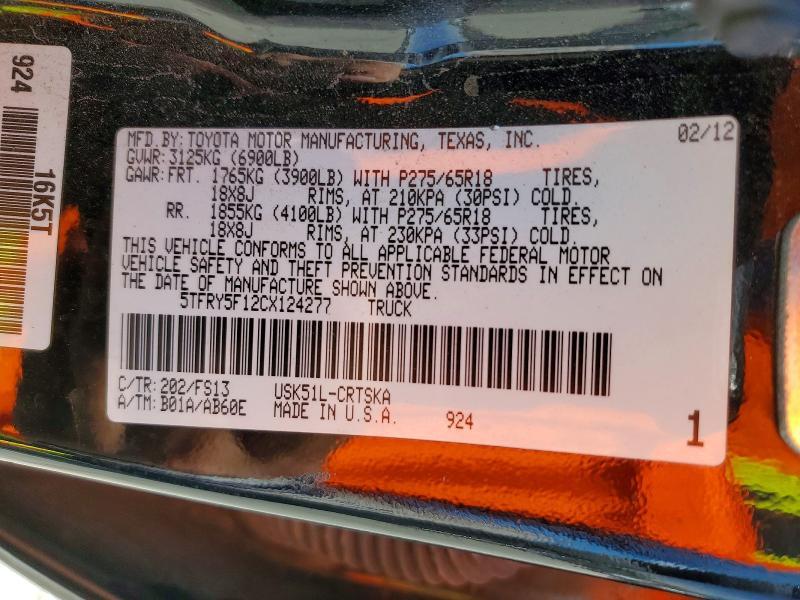 924
16K5T
MFD.BY: TOYOTA MOTOR MANUFACTURING, TEXAS, INC. 02/12
GVWR: 3125KG (6900LB)
GAWR: FRT. 1765KG (3900LB) WITH P275/65R18 TIRES,
18X8J RIMS, AT 210KPA (30PSI) COLD.
RR. 1855KG (4100LB) WITH P275/65R18 TIRES,
18X8J RIMS, AT 230KPA (33PSI) COLD.
THIS VEHICLE CONFORMS TO ALL APPLICABLE FEDERAL MOTOR
VEHICLE SAFETY AND THEFT PREVENTION STANDARDS IN EFFECT ON
THE DATE OF MANUFACTURE SHOWN ABOVE.
5TFRY5F12CX124277 TRUCK
C/TR: 202/FS13 USK51L-CRTSKA
A/TM: B01A/AB60E MADE IN U.S.A. 924 1